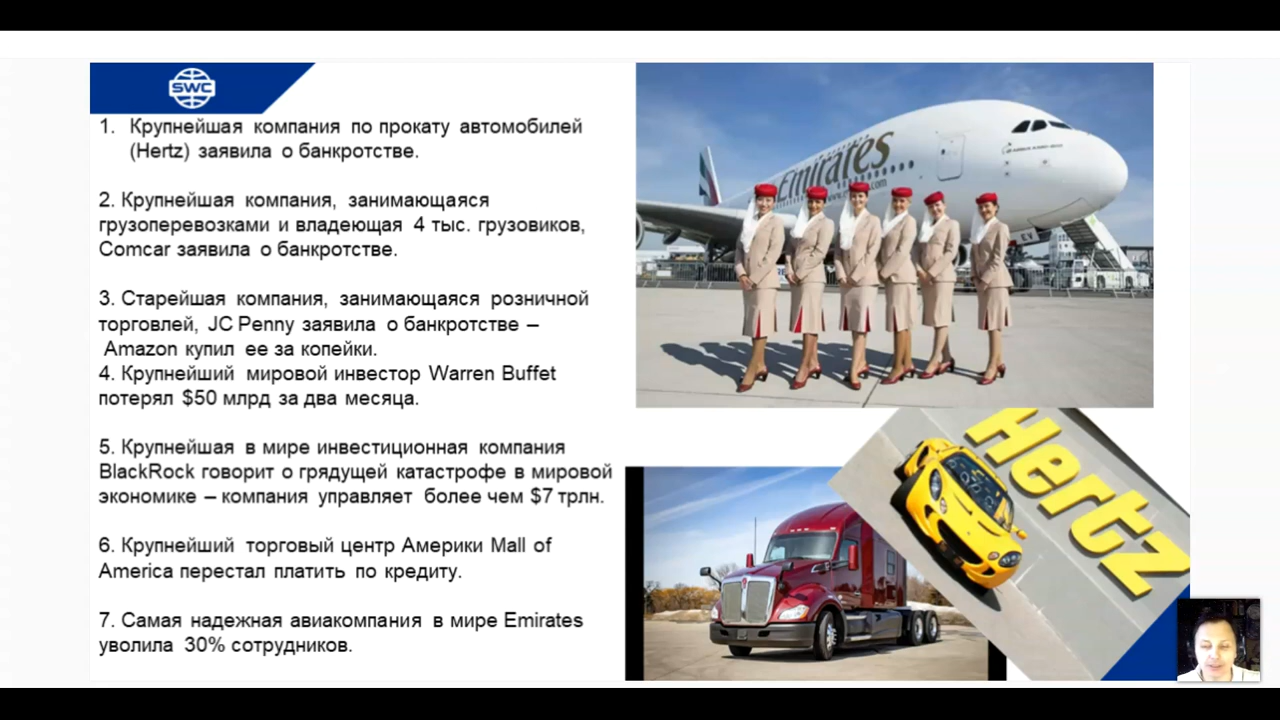 SWC
1. Крупнейшая компания по прокату автомобилей
(Hertz) заявила о банкротстве.
2. Крупнейшая компания, занимающаяся
грузоперевозками и владеющая 4 тыс. грузовиков,
Comcar заявила о банкротстве.
3. Старейшая компания, занимающаяся розничной
торговлей, JC Penny заявила о банкротстве –
Amazon купил ее за копейки.
4. Крупнейший мировой инвестор Warren Buffet
потерял $50 млрд за два месяца.
5. Крупнейшая в мире инвестиционная компания
BlackRock говорит о грядущей катастрофе в мировой
экономике – компания управляет более чем $7 трлн.
6. Крупнейший торговый центр Америки Mall of
America перестал платить по кредиту.
7. Самая надежная авиакомпания в мире Emirates
уволила 30% сотрудников.
Emirates
Hertz